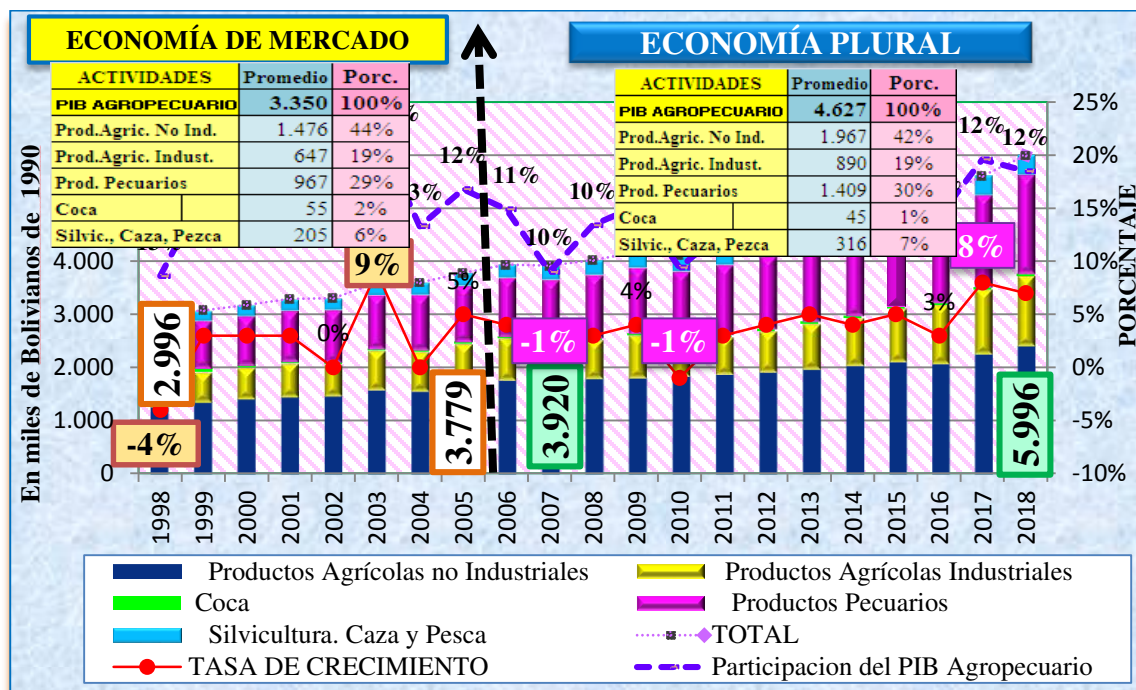 ECONOMÍA DE MERCADO
ECONOMÍA PLURAL
ACTIVIDADES Promedio Porc.
PIB AGROPECUARIO 3.350 100%
Prod.Agric. No Ind. 1.476 44%
Prod.Agric. Indust. 647 19%
Prod. Pecuarios 967 29%
Coca 55 2%
Silvic., Caza, Pezca 205 6%
ACTIVIDADES Promedio Porc.
PIB AGROPECUARIO 4.627 100%
Prod.Agric. No Ind. 1.967 42%
Prod.Agric. Indust. 890 19%
Prod. Pecuarios 1.409 30%
Coca 45 1%
Silvic., Caza, Pezca 316 7%
En miles de Bolivianos de 1990
4.000
3.000
2.000
1.000
0
25%
20%
15%
10%
5%
0%
-5%
-10%
PORCENTAJE
12%
11%
10%
10%
12%
12%
9%
5%
0%
4%
3%
8%
-1%
-1%
-4%
2.996
3.779
3.920
5.996
1998 1999 2000 2001 2002 2003 2004 2005 2006 2007 2008 2009 2010 2011 2012 2013 2014 2015 2016 2017 2018
Productos Agrícolas no Industriales
Productos Agrícolas Industriales
Coca
Productos Pecuarios
Silvicultura. Caza y Pesca
TOTAL
TASA DE CRECIMIENTO
Participacion del PIB Agropecuario